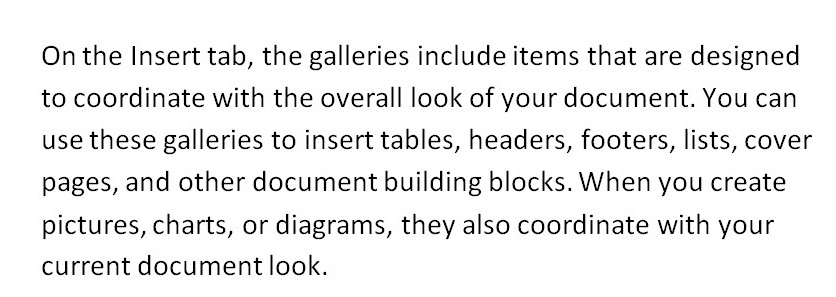 On the Insert tab, the galleries include items that are designed
to coordinate with the overall look of your document. You can
use these galleries to insert tables, headers, footers, lists, cover
pages, and other document building blocks. When you create
pictures, charts, or diagrams, they also coordinate with your
current document look.